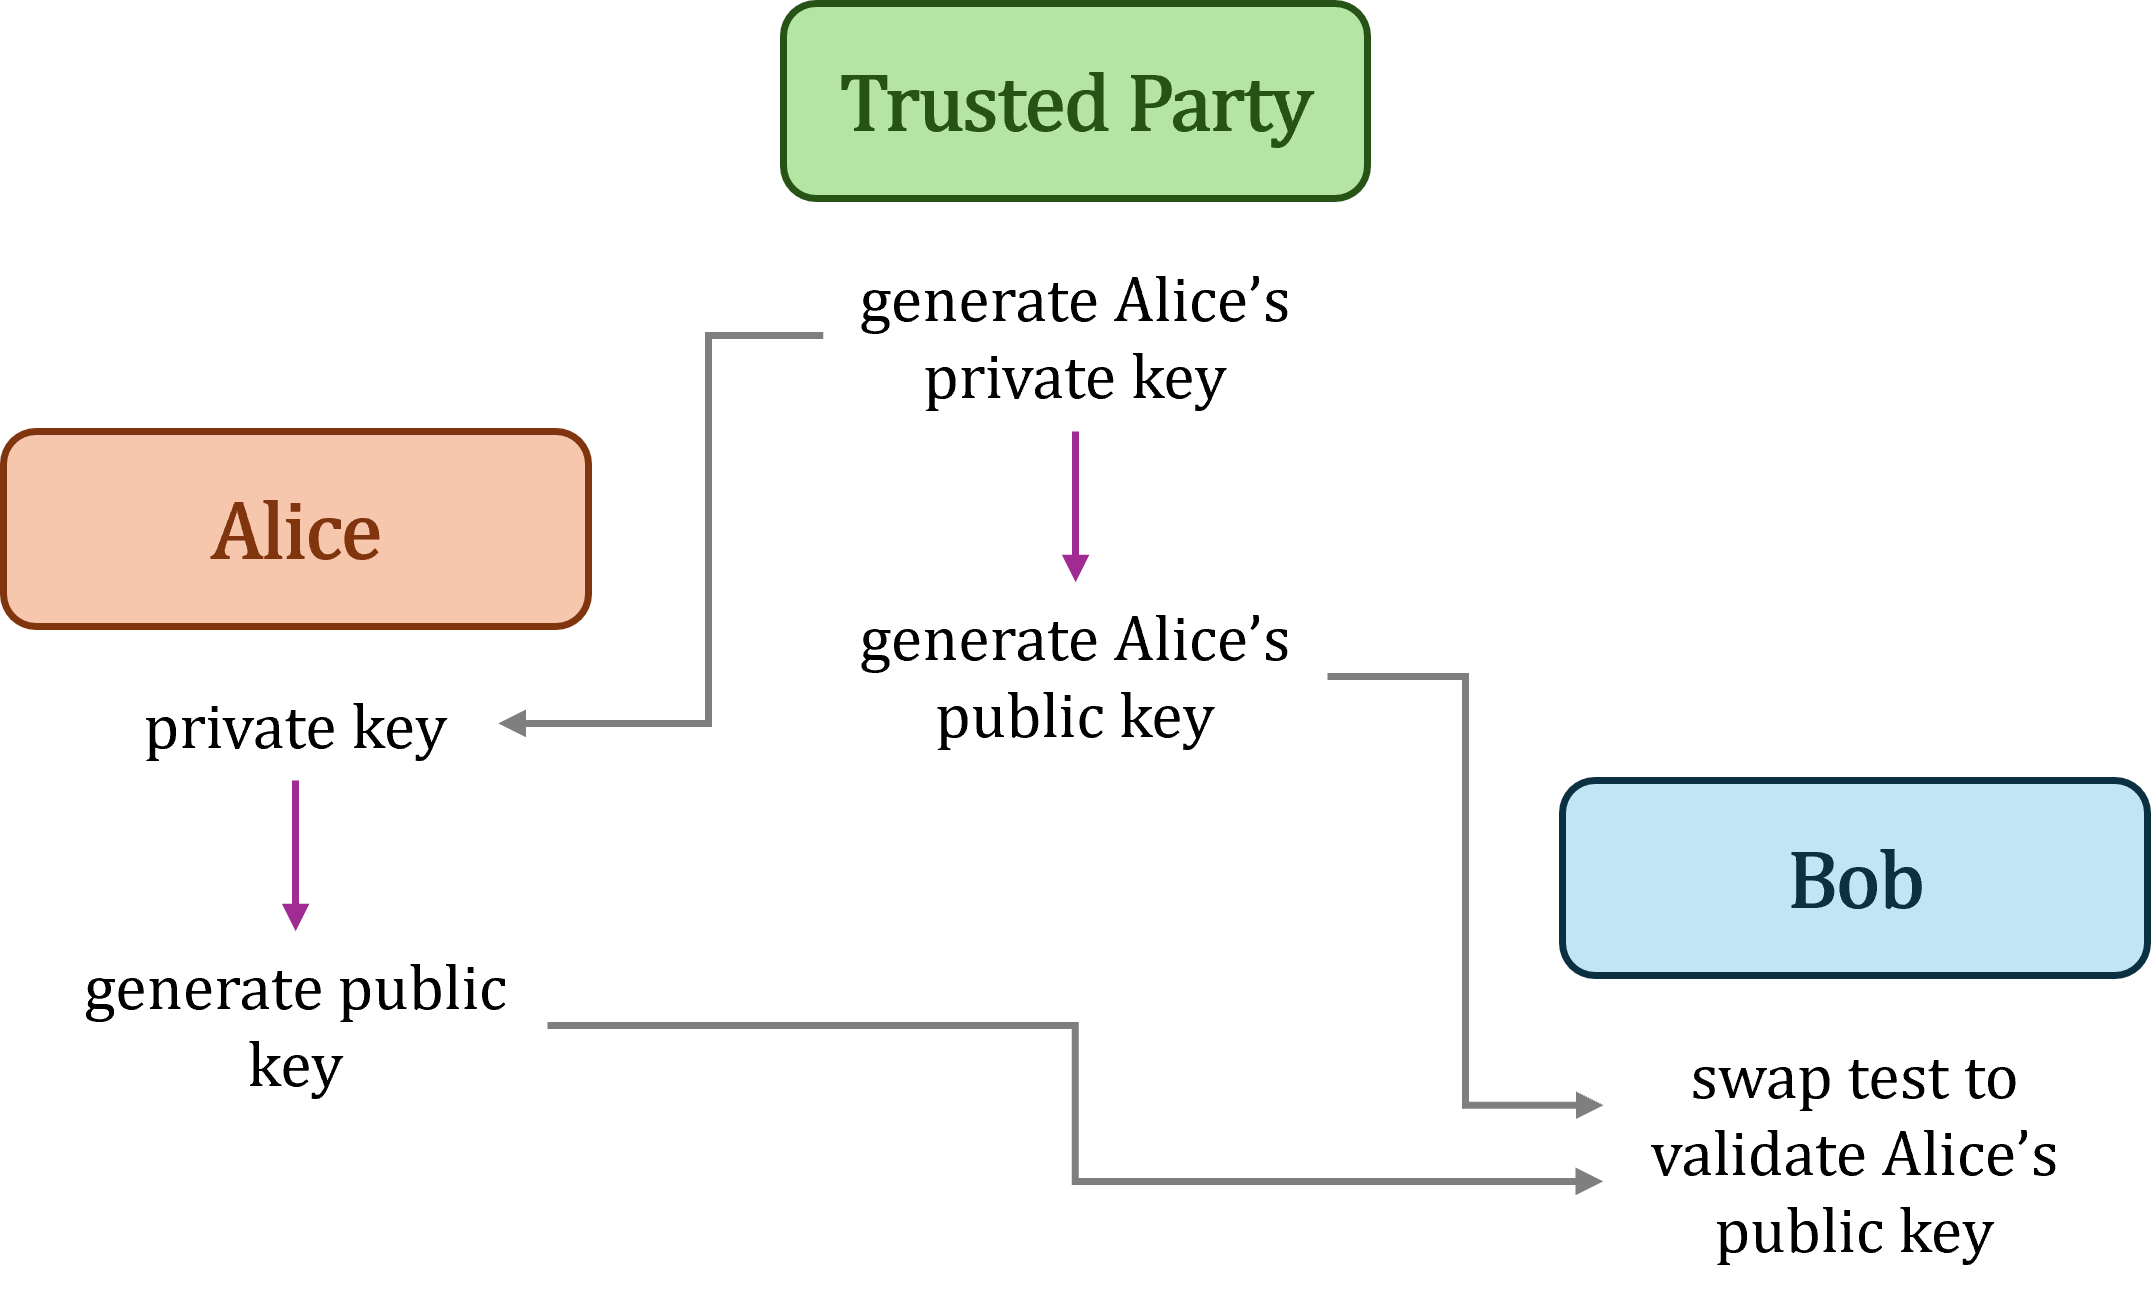 Trusted Party
generate Alice’s
private key
Alice
generate Alice’s
public key
private key
Bob
generate public
key
swap test to
validate Alice’s
public key